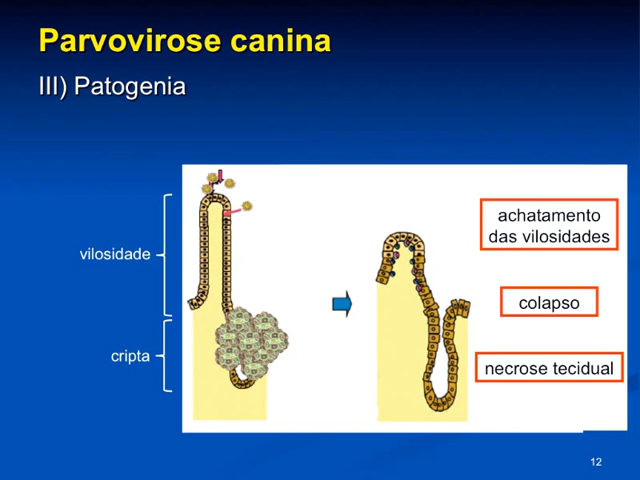 Parvovirose canina
III) Patogenia
vilosidade
cripta
achatamento
das vilosidades
colapso
necrose tecidual
12